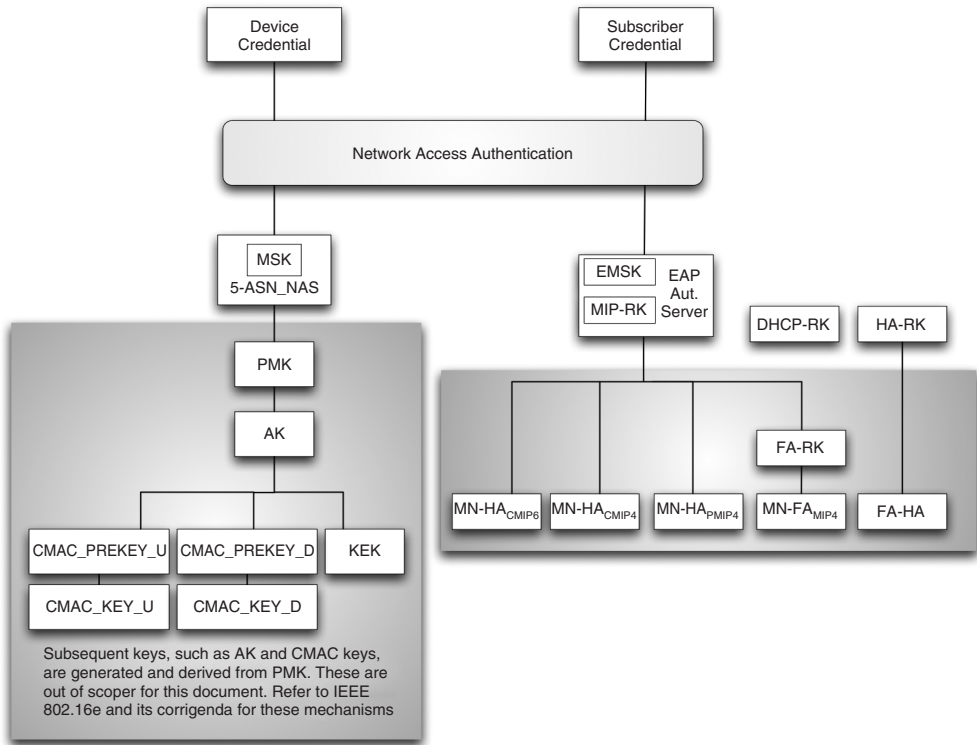 Device
Credential
Subscriber
Credential
Network Access Authentication
MSK
5-ASN_NAS
EMSK
MIP-RK
EAP
Aut.
Server
DHCP-RK
HA-RK
PMK
AK
FA-RK
MN-HACMIP6
MN-HACMIP4
MN-HAPMIP4
MN-FAMIP4
FA-HA
CMAC_PREKEY_U
CMAC_PREKEY_D
KEK
CMAC_KEY_U
CMAC_KEY_D
Subsequent keys, such as AK and CMAC keys,
are generated and derived from PMK. These are
out of scoper for this document. Refer to IEEE
802.16e and its corrigenda for these mechanisms